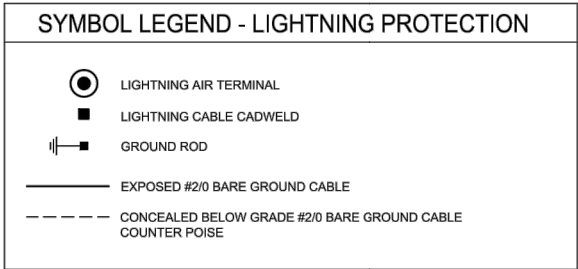 SYMBOL LEGEND - LIGHTNING PROTECTION
LIGHTNING AIR TERMINAL
LIGHTNING CABLE CADWELD
GROUND ROD
EXPOSED #2/0 BARE GROUND CABLE
CONCEALED BELOW GRADE #2/0 BARE GROUND CABLE
COUNTER POISE